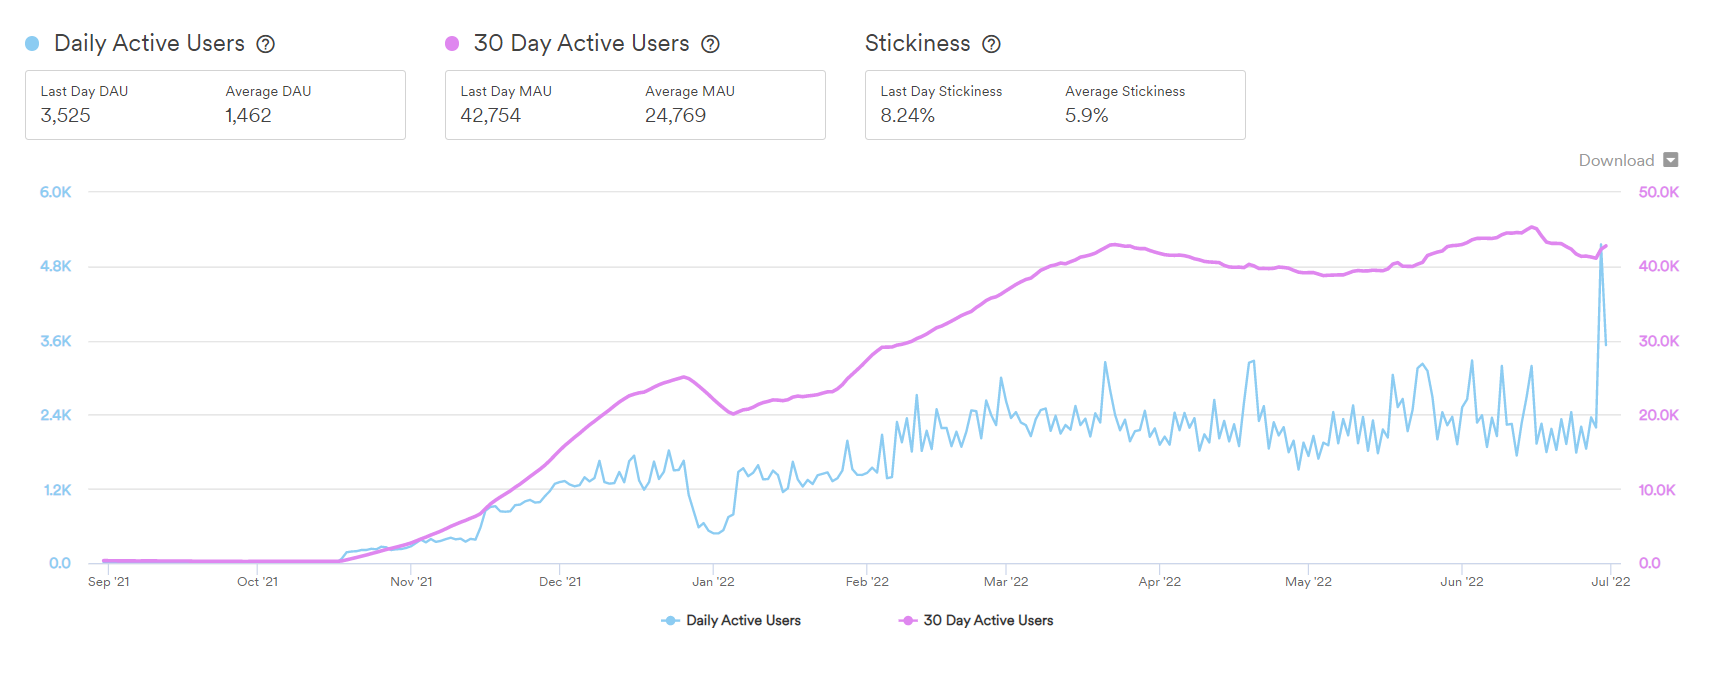 Daily Active Users
30 Day Active Users
Stickiness
Last Day DAU
Average DAU
3,525
1,462
Last Day MAU
Average MAU
42,754
24,769
Last Day Stickiness
Average Stickiness
8.24%
5.9%
Download
6.0K
4.8K
3.6K
2.4K
1.2K
0.0
50.0K
40.0K
30.0K
20.0K
10.0K
0.0
Sep '21
Oct '21
Nov '21
Dec '21
Jan '22
Feb '22
Mar '22
Apr '22
May '22
Jun '22
Jul '22
Daily Active Users
30 Day Active Users